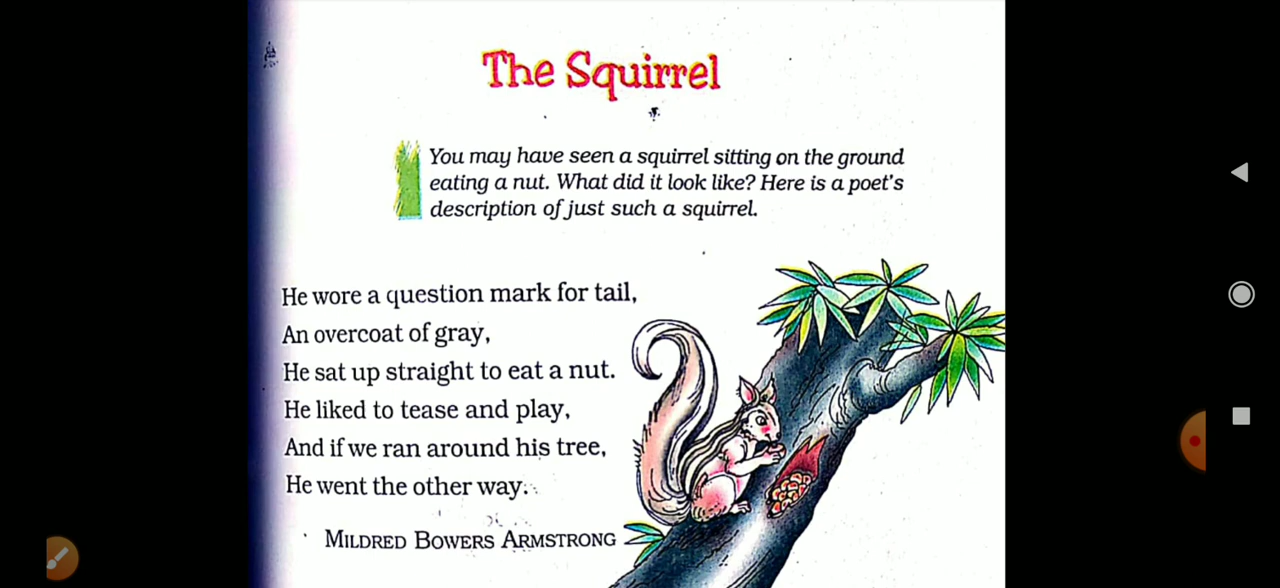 The Squirrel
You may have seen a squirrel sitting on the ground
eating a nut. What did it look like? Here is a poet's
description of just such a squirrel.
He wore a question mark for tail,
An overcoat of gray,
He sat up straight to eat a nut.
He liked to tease and play,
And if we ran around his tree,
He went the other way.
MILDRED BOWERS ARMSTRONG